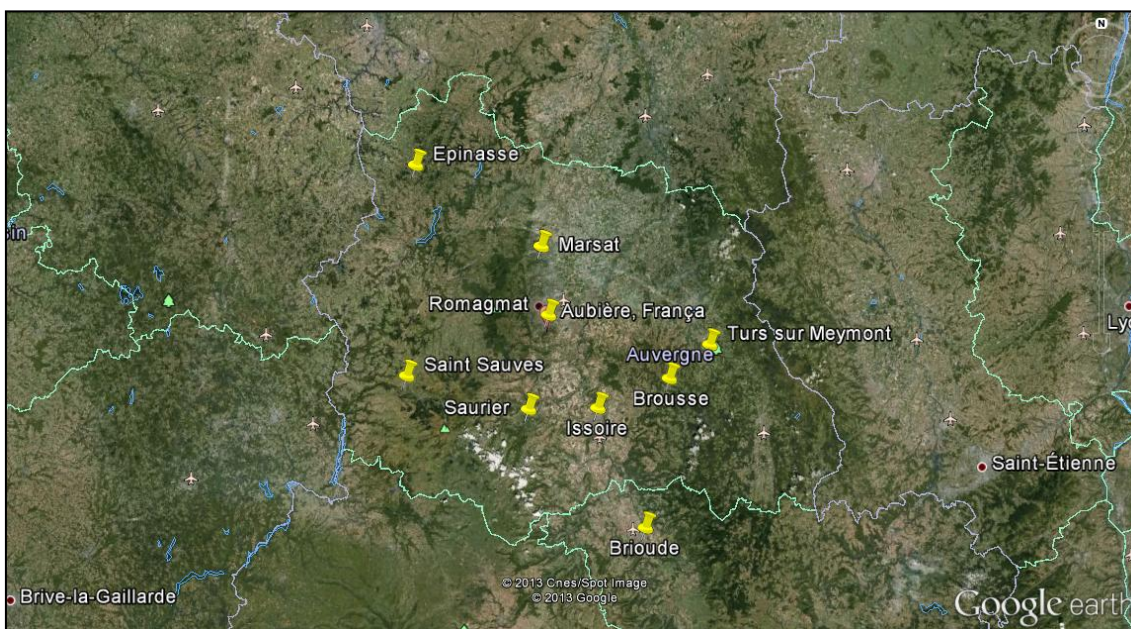 N
Epinasse
Marsat
Romagmat
Aubière, França
Turs sur Meymont
Auvergne
Saint Sauves
Brousse
Saurier
Issoire
Saint-Étienne
Brioude
Brive-la-Gaillarde
© 2013 Cnes/Spot Image
© 2013 Google
Google earth